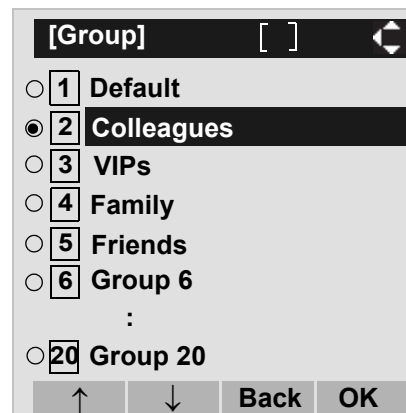 [Group] [ ]
1 Default
2 Colleagues
3 VIPs
4 Family
5 Friends
6 Group 6
:
20 Group 20
↑ ↓ Back OK